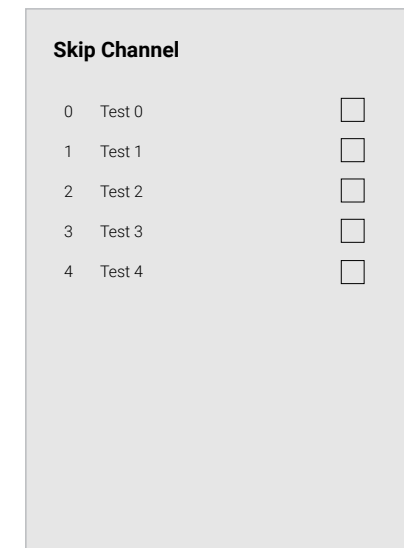 Skip Channel
0 Test 0
1 Test 1
2 Test 2
3 Test 3
4 Test 4